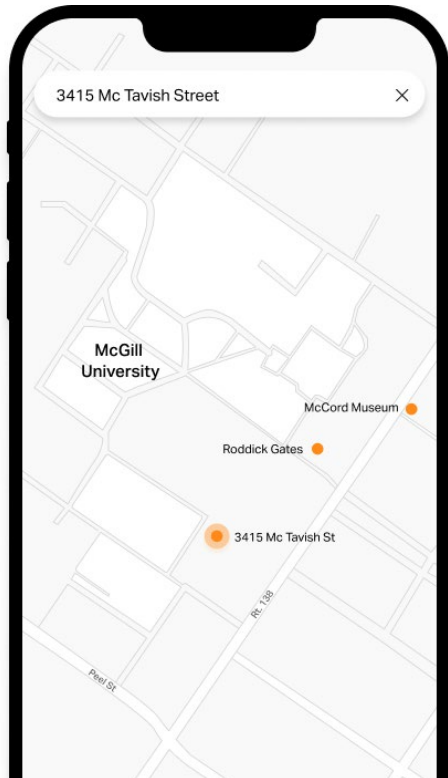 3415 Mc Tavish Street
McGill
University
McCord Museum
Roddick Gates
3415 Mc Tavish St
Rt. 138
Peel St